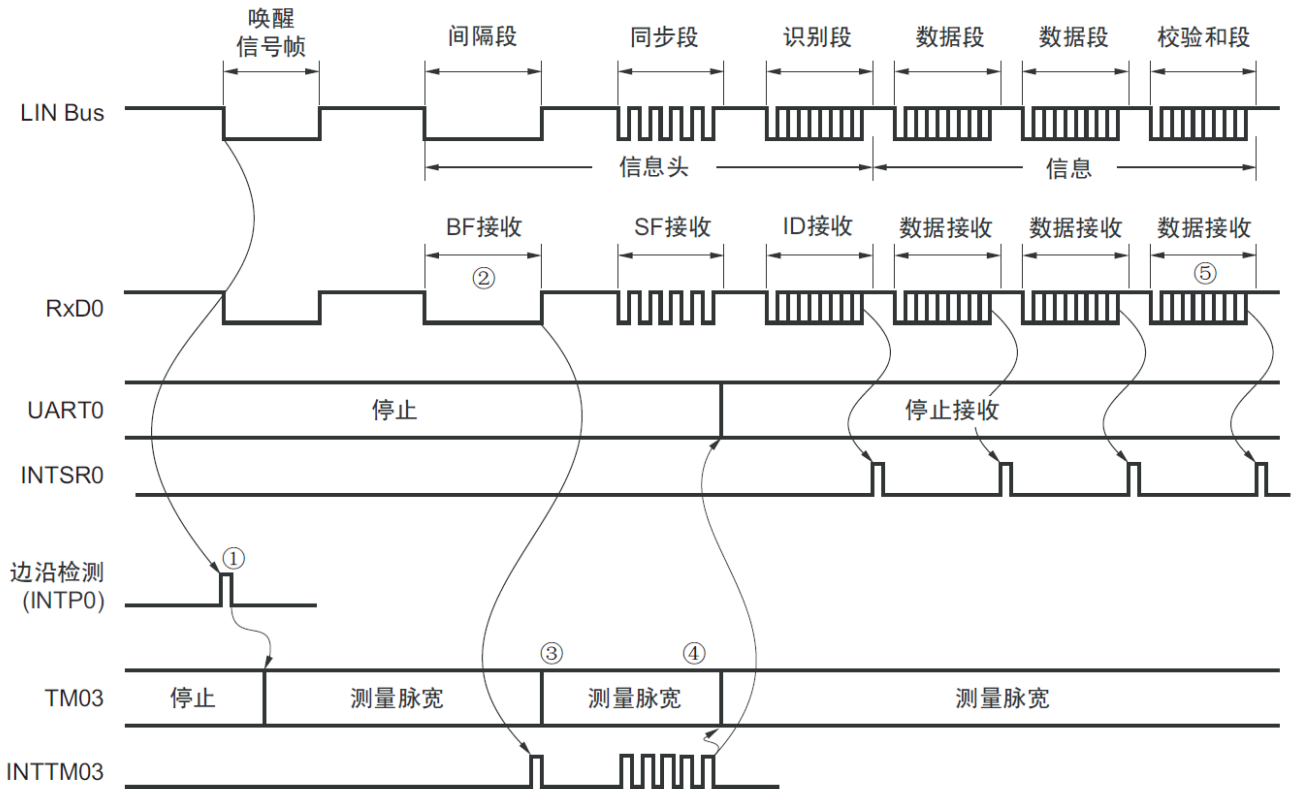 唤醒
信号帧
间隔段
同步段
识别段
数据段
数据段
校验和段
LIN Bus
信息头
信息
BF接收
SF接收
ID接收
数据接收
数据接收
数据接收
②
⑤
RxD0
UART0
停止
停止接收
INTSR0
①
边沿检测
(INTP0)
③
④
TM03
停止
测量脉宽
测量脉宽
测量脉宽
INTTM03